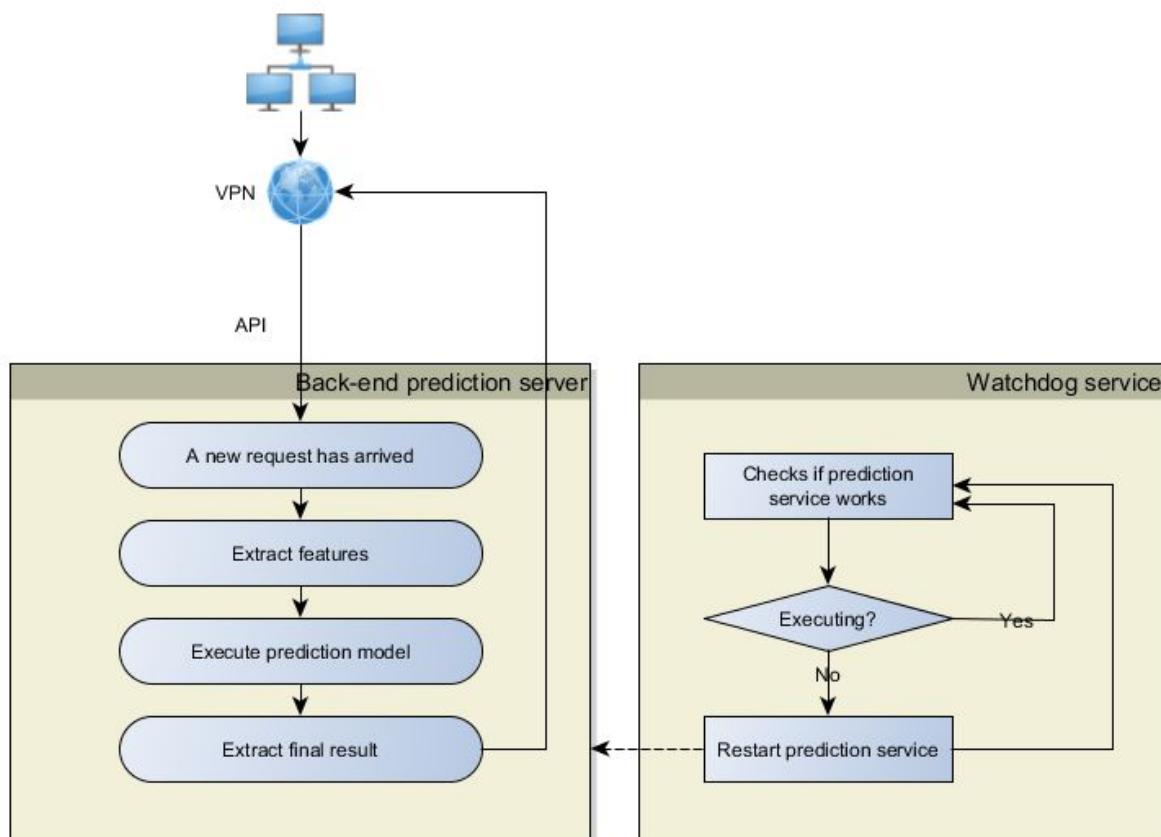 VPN
API
Back-end prediction server
A new request has arrived
Extract features
Execute prediction model
Extract final result
Watchdog service
Checks if prediction
service works
Executing?
Yes
No
Restart prediction service